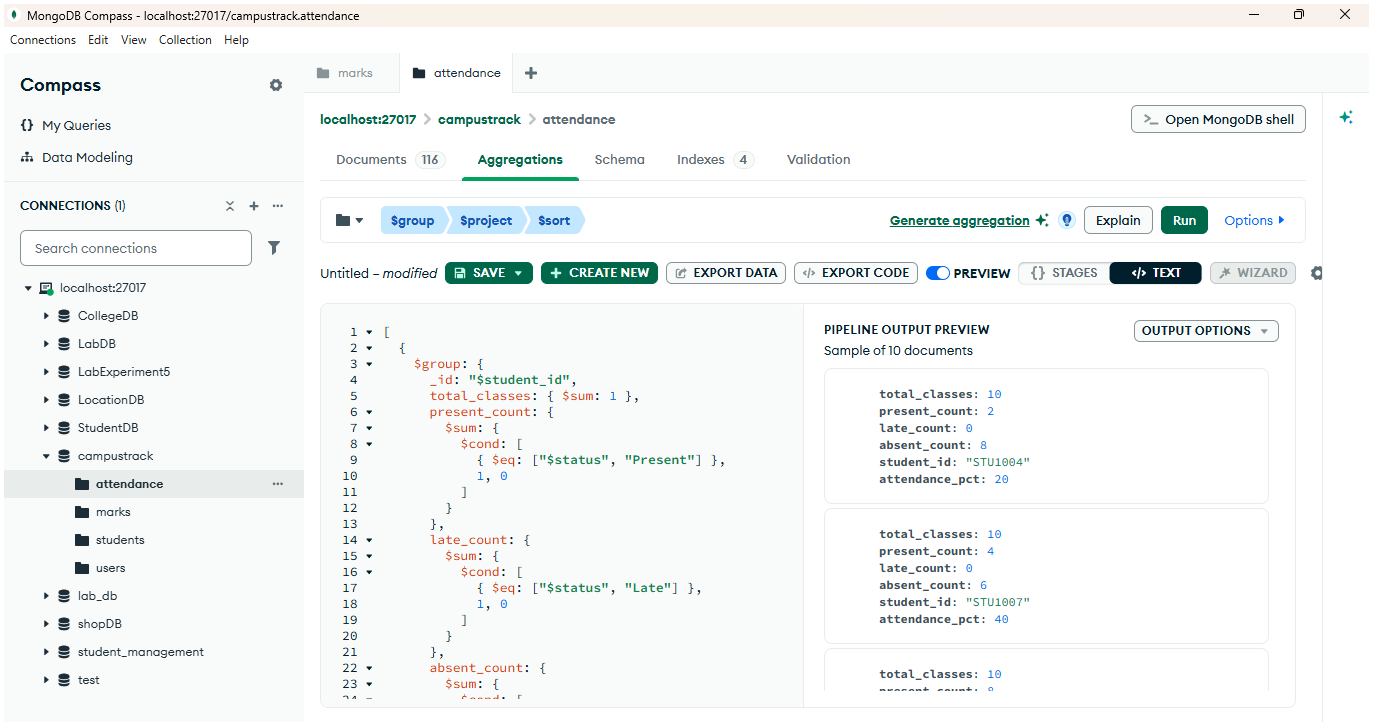 MongoDB Compass - localhost:27017/campustrack.attendance
Connections Edit View Collection Help
Compass
My Queries
Data Modeling
CONNECTIONS (1)
Search connections
localhost:27017
CollegeDB
LabDB
LabExperiment5
LocationDB
StudentDB
campustrack
attendance
marks
students
users
lab_db
shopDB
student_management
test
marks
attendance
localhost:27017 > campustrack > attendance
>_ Open MongoDB shell
Documents 116 Aggregations Schema Indexes 4 Validation
$group $project $sort
Generate aggregation Explain Run Options
Untitled – modified SAVE + CREATE NEW EXPORT DATA </> EXPORT CODE PREVIEW {} STAGES </> TEXT WIZARD
1 [
2 {
3 $group: {
4 _id: "$student_id",
5 total_classes: { $sum: 1 },
6 present_count: {
7 $sum: {
8 $cond: [
9 { $eq: ["$status", "Present"] },
10 1, 0
11 ]
12 }
13 },
14 late_count: {
15 $sum: {
16 $cond: [
17 { $eq: ["$status", "Late"] },
18 1, 0
19 ]
20 }
21 },
22 absent_count: {
23 $sum: {
24 $cond: [
PIPELINE OUTPUT PREVIEW
Sample of 10 documents
OUTPUT OPTIONS
total_classes: 10
present_count: 2
late_count: 0
absent_count: 8
student_id: "STU1004"
attendance_pct: 20
total_classes: 10
present_count: 4
late_count: 0
absent_count: 6
student_id: "STU1007"
attendance_pct: 40
total_classes: 10
present_count: 8